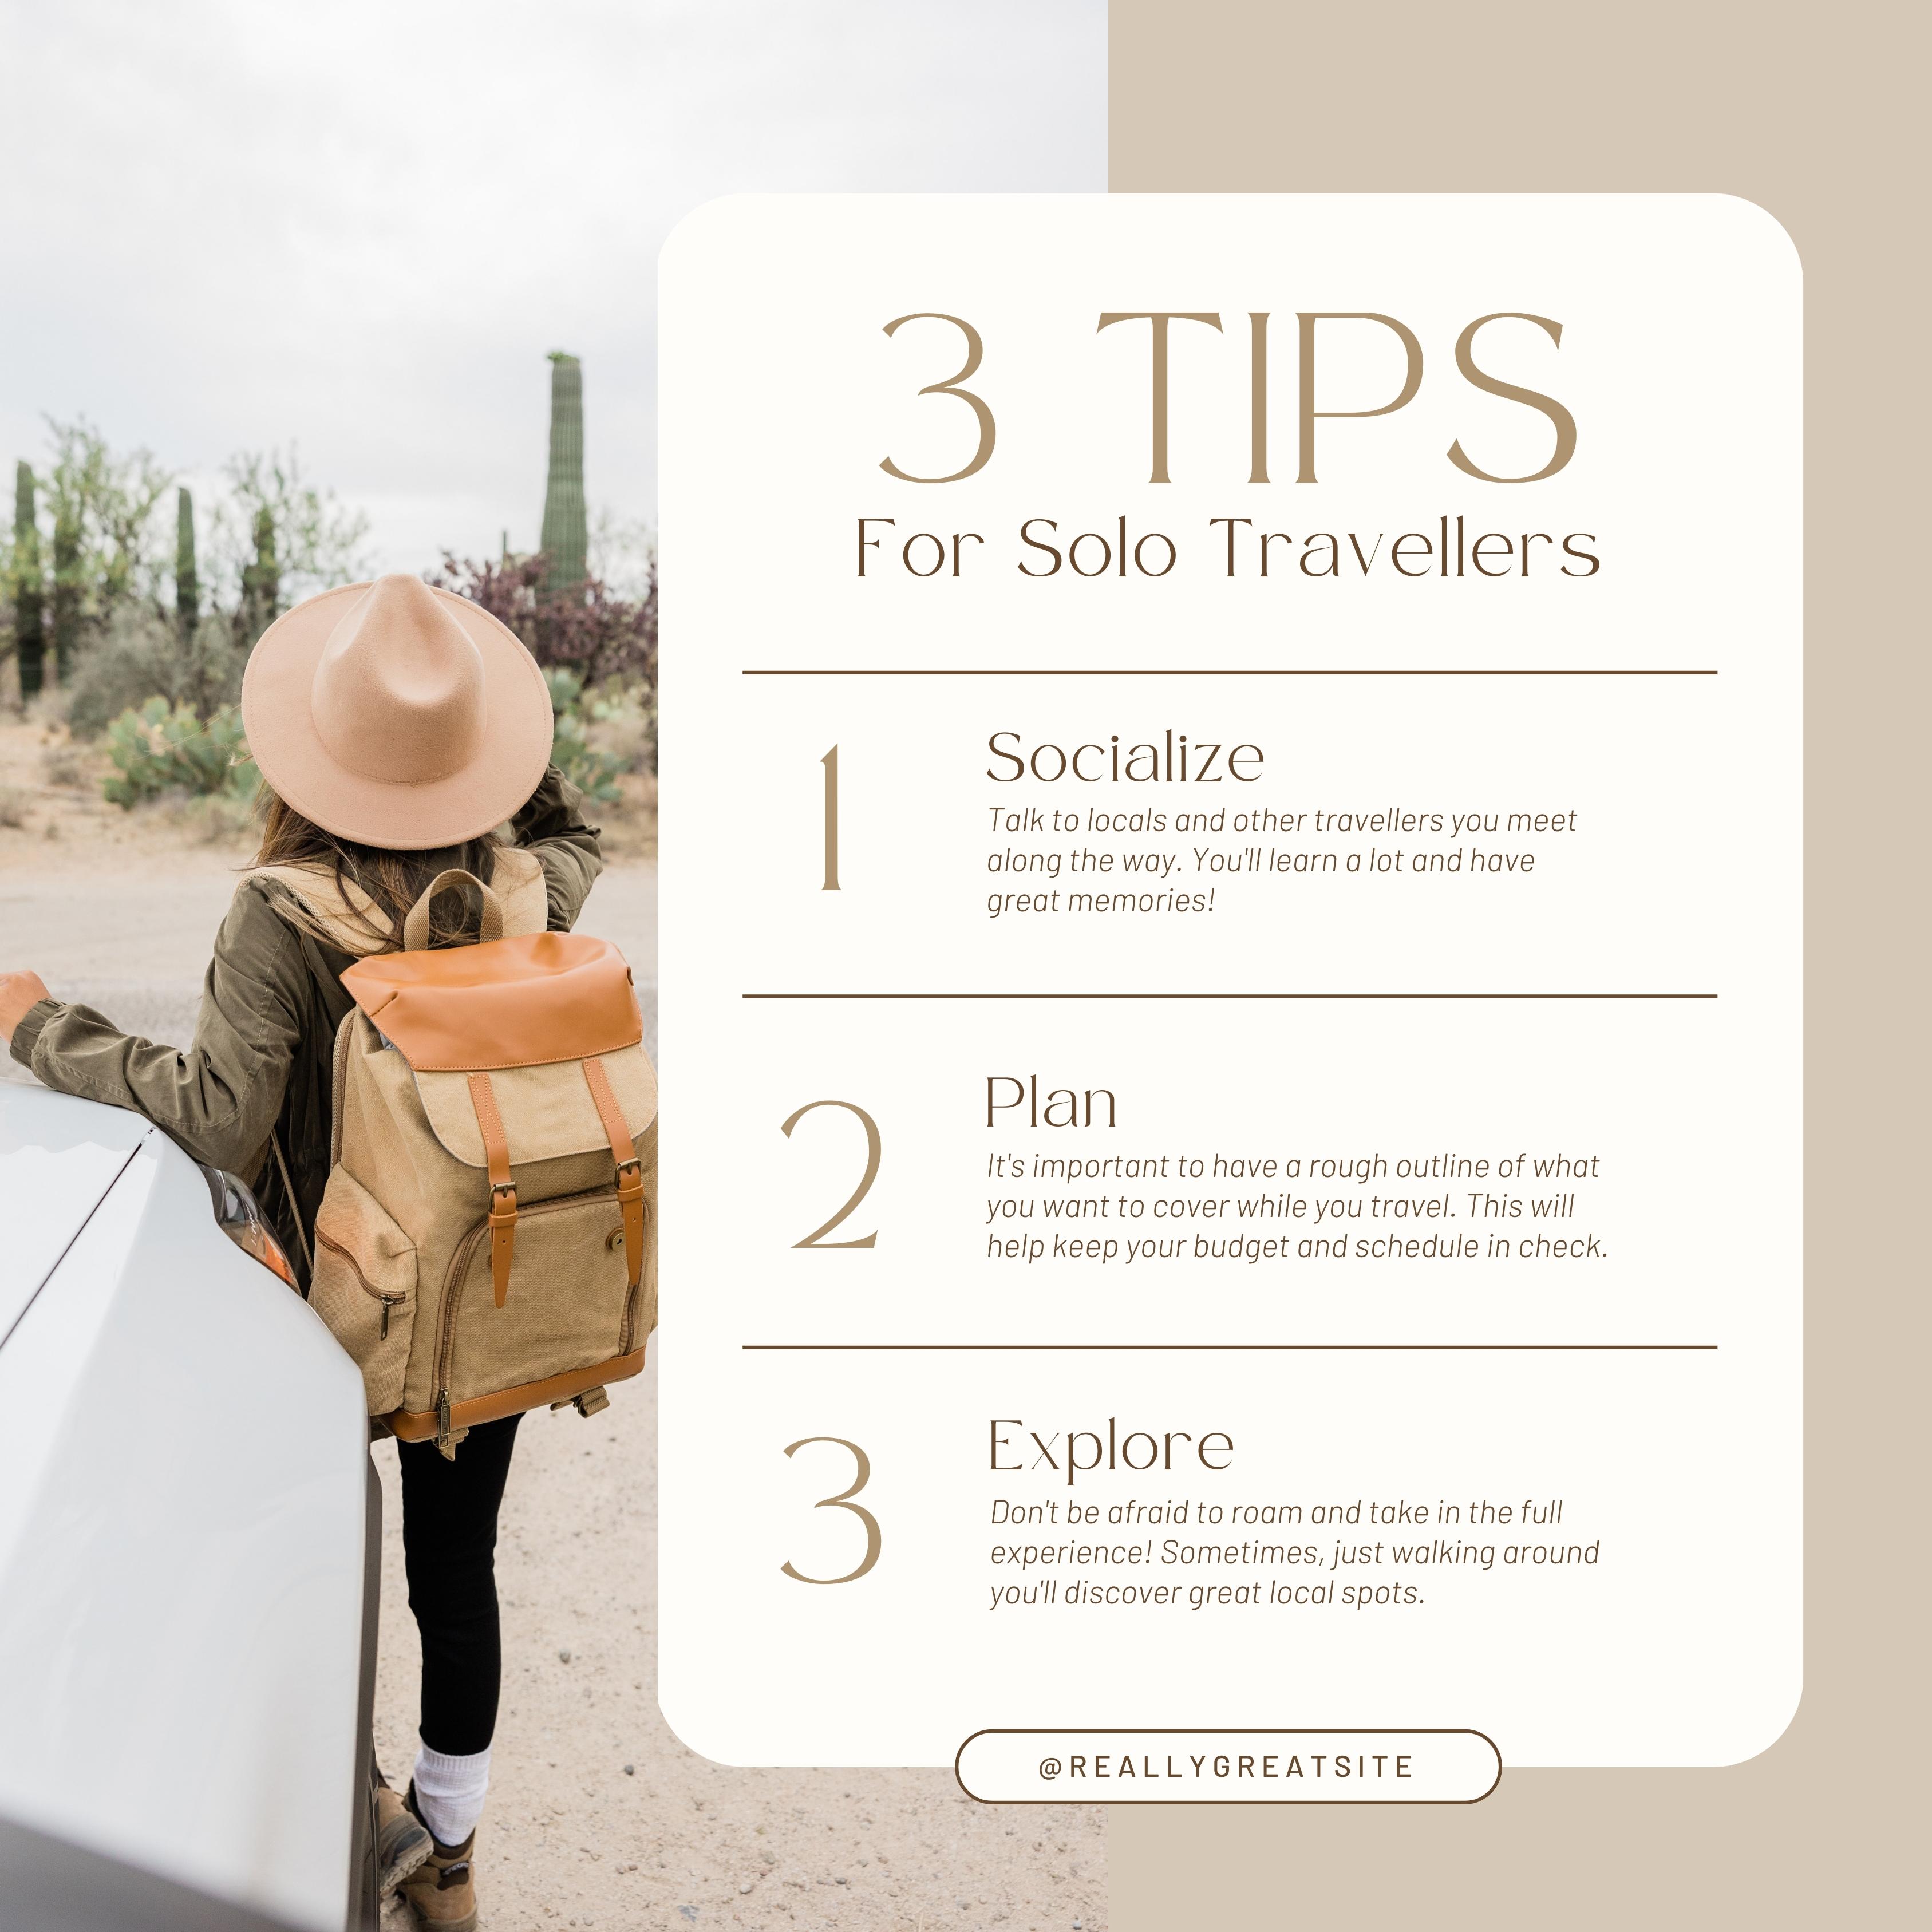 3 TIPS
For Solo Travellers
1
Socialize
Talk to locals and other travellers you meet
along the way. You'll learn a lot and have
great memories!
2
Plan
It's important to have a rough outline of what
you want to cover while you travel. This will
help keep your budget and schedule in check.
3
Explore
Don't be afraid to roam and take in the full
experience! Sometimes, just walking around
you'll discover great local spots.
@REALLYGREATSITE